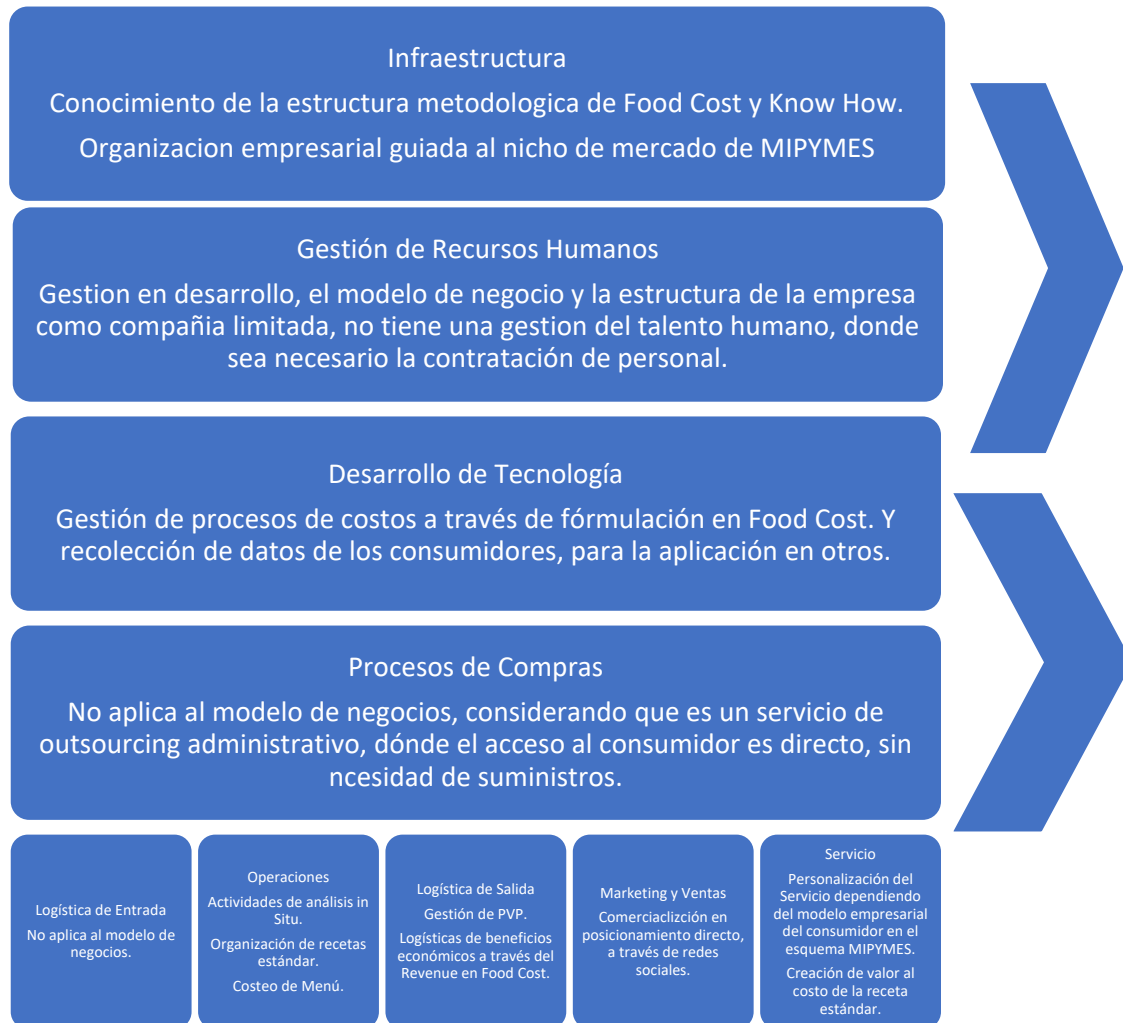 Infraestructura
Conocimiento de la estructura metodologica de Food Cost y Know How.
Organizacion empresarial guiada al nicho de mercado de MIPYMES
Gestión de Recursos Humanos
Gestion en desarrollo, el modelo de negocio y la estructura de la empresa
como compañia limitada, no tiene una gestion del talento humano, donde
sea necesario la contratación de personal.
Desarrollo de Tecnología
Gestión de procesos de costos a través de fórmulación en Food Cost. Y
recolección de datos de los consumidores, para la aplicación en otros.
Procesos de Compras
No aplica al modelo de negocios, considerando que es un servicio de
outsourcing administrativo, dónde el acceso al consumidor es directo, sin
ncesidad de suministros.
Logística de Entrada
No aplica al modelo de
negocios.
Operaciones
Actividades de análisis in
Situ.
Organización de recetas
estándar.
Costeo de Menú.
Logística de Salida
Gestión de PVP.
Logísticas de beneficios
económicos a través del
Revenue en Food Cost.
Marketing y Ventas
Comerciaclizción en
posicionamiento directo,
a través de redes
sociales.
Servicio
Personalización del
Servicio dependiendo
del modelo empresarial
del consumidor en el
esquema MIPYMES.
Creación de valor al
costo de la receta
estándar.